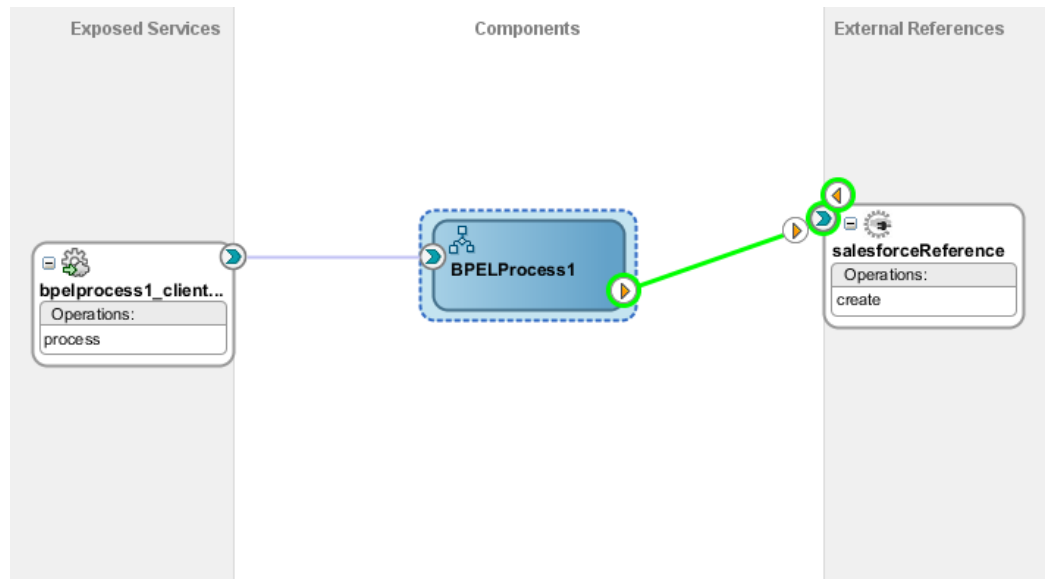 Exposed Services
Components
External References
bpelprocess1_client...
Operations:
process
BPELProcess1
salesforceReference
Operations:
create